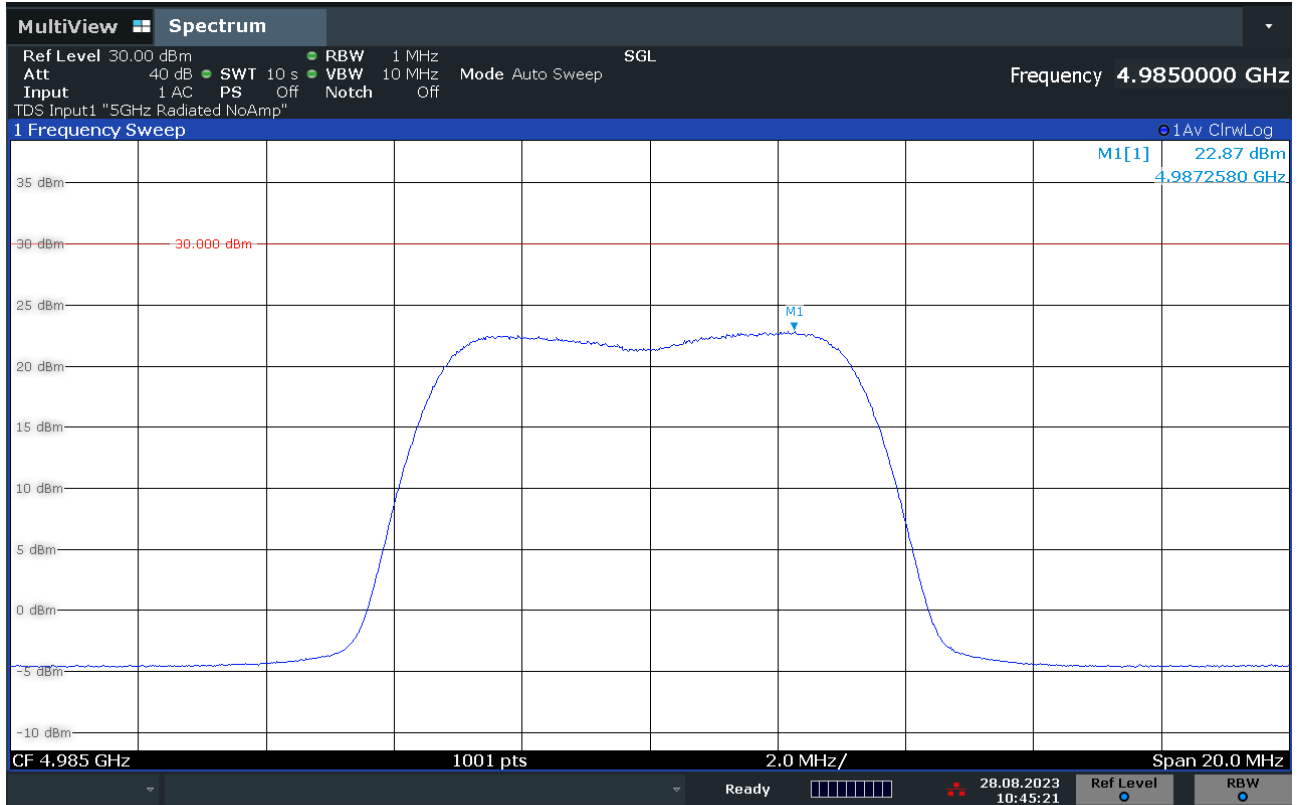 MultiView Spectrum
Ref Level 30.00 dBm RBW 1 MHz SGL
Att 40 dB SWT 10 s VBW 10 MHz Mode Auto Sweep Frequency 4.9850000 GHz
Input 1 AC PS Off Notch Off
TDS Input1 "5GHz Radiated NoAmp"
1 Frequency Sweep 1Av ClrwLog
M1[1] 22.87 dBm
4.9872580 GHz
35 dBm
30 dBm 30.000 dBm
25 dBm
M1
20 dBm
15 dBm
10 dBm
5 dBm
0 dBm
-5 dBm
-10 dBm
CF 4.985 GHz 1001 pts 2.0 MHz/ Span 20.0 MHz
Ready 28.08.2023 Ref Level RBW
10:45:21